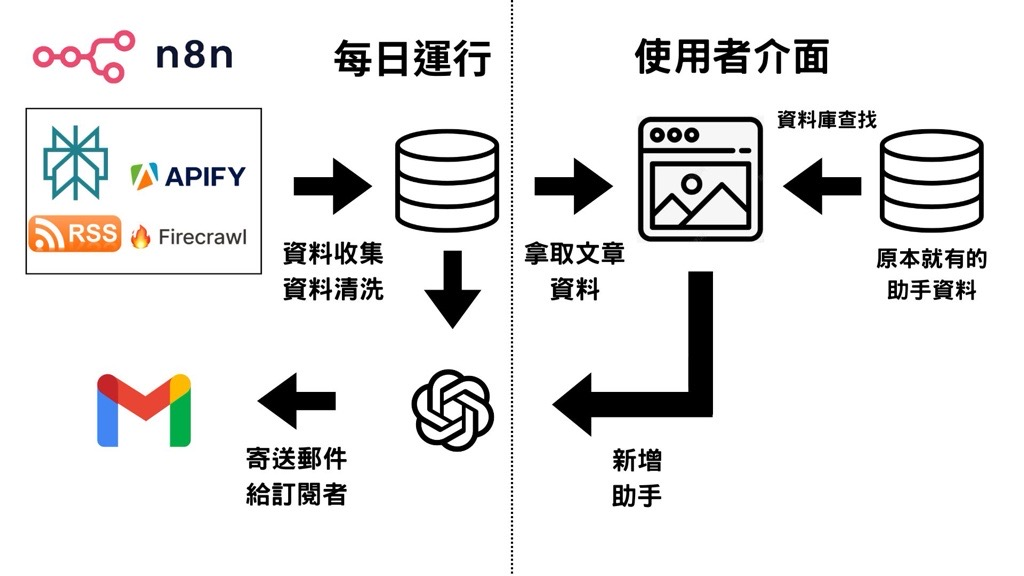 n8n
每日運行
使用者介面
APIFY
RSS
Firecrawl
資料收集
資料清洗
拿取文章
資料
資料庫查找
原本就有的
助手資料
寄送郵件
給訂閱者
新增
助手